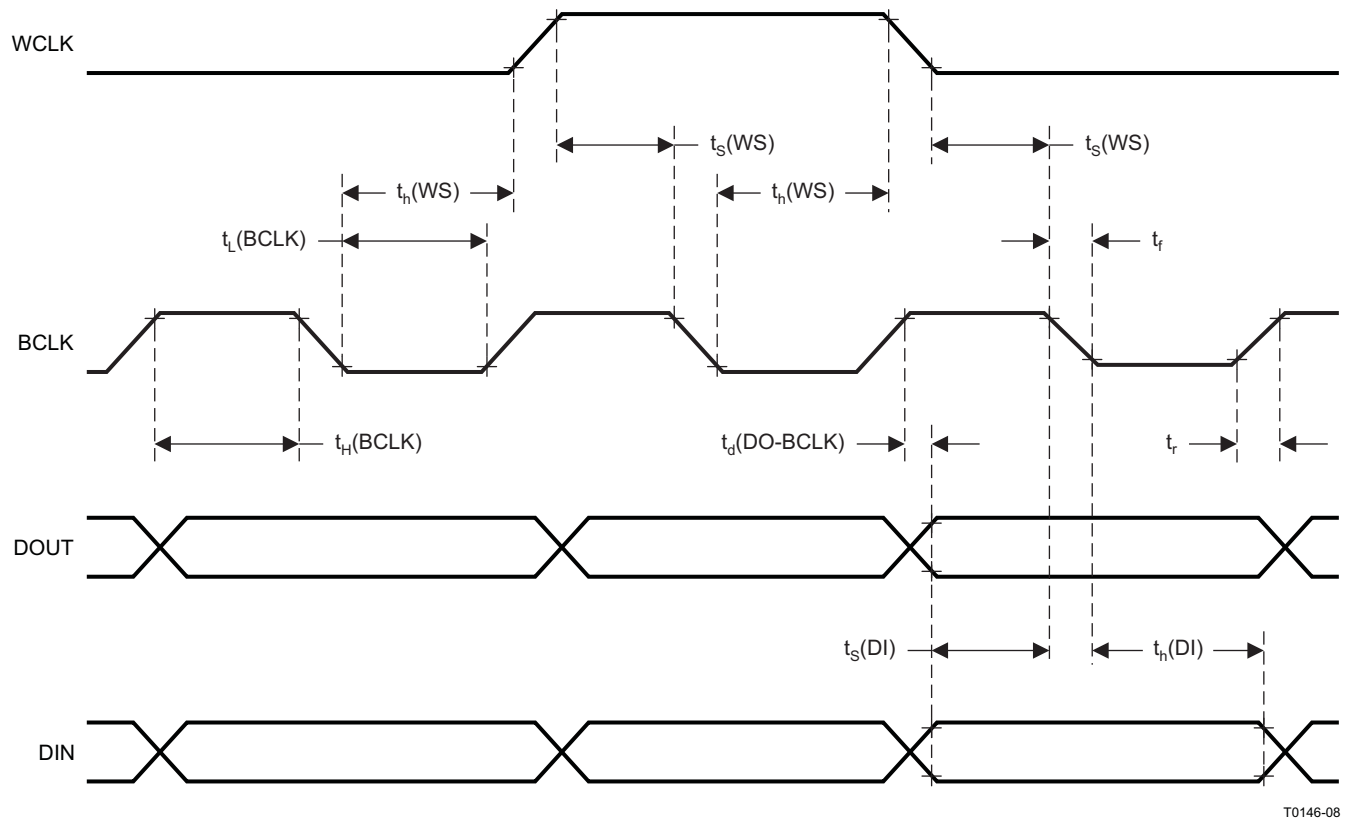 WCLK
t_S(WS) t_S(WS)
t_h(WS) t_h(WS)
t_L(BCLK) t_f
BCLK
t_H(BCLK) t_d(DO-BCLK) t_r
DOUT
t_S(DI) t_h(DI)
DIN
T0146-08